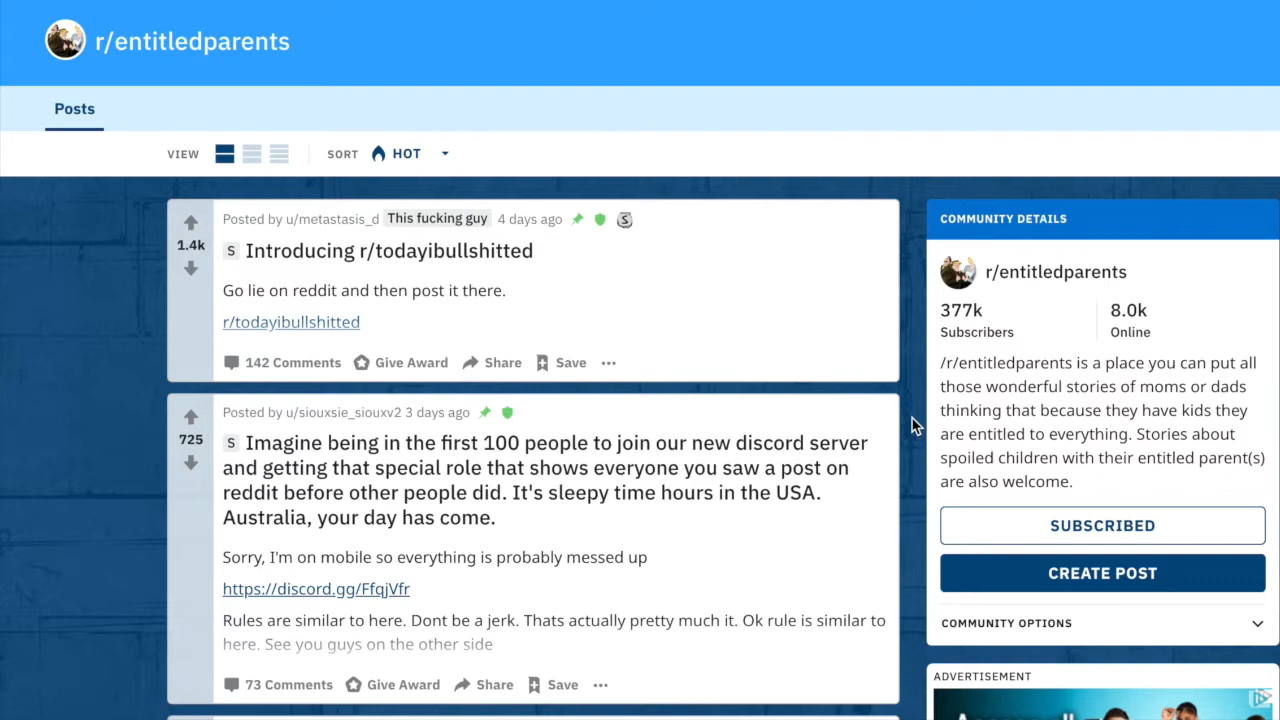 r/entitledparents
Posts
VIEW
SORT
HOT
Posted by u/metastasis_d This fucking guy 4 days ago
1.4k
S Introducing r/todayibullshitted
Go lie on reddit and then post it there.
r/todayibullshitted
142 Comments Give Award Share Save
Posted by u/siouxsie_siouxv2 3 days ago
725
S Imagine being in the first 100 people to join our new discord server
and getting that special role that shows everyone you saw a post on
reddit before other people did. It's sleepy time hours in the USA.
Australia, your day has come.
Sorry, I'm on mobile so everything is probably messed up
https://discord.gg/FfqjVfr
Rules are similar to here. Dont be a jerk. Thats actually pretty much it. Ok rule is similar to
here. See you guys on the other side
73 Comments Give Award Share Save
COMMUNITY DETAILS
r/entitledparents
377k 8.0k
Subscribers Online
/r/entitledparents is a place you can put all
those wonderful stories of moms or dads
thinking that because they have kids they
are entitled to everything. Stories about
spoiled children with their entitled parent(s)
are also welcome.
SUBSCRIBED
CREATE POST
COMMUNITY OPTIONS
ADVERTISEMENT